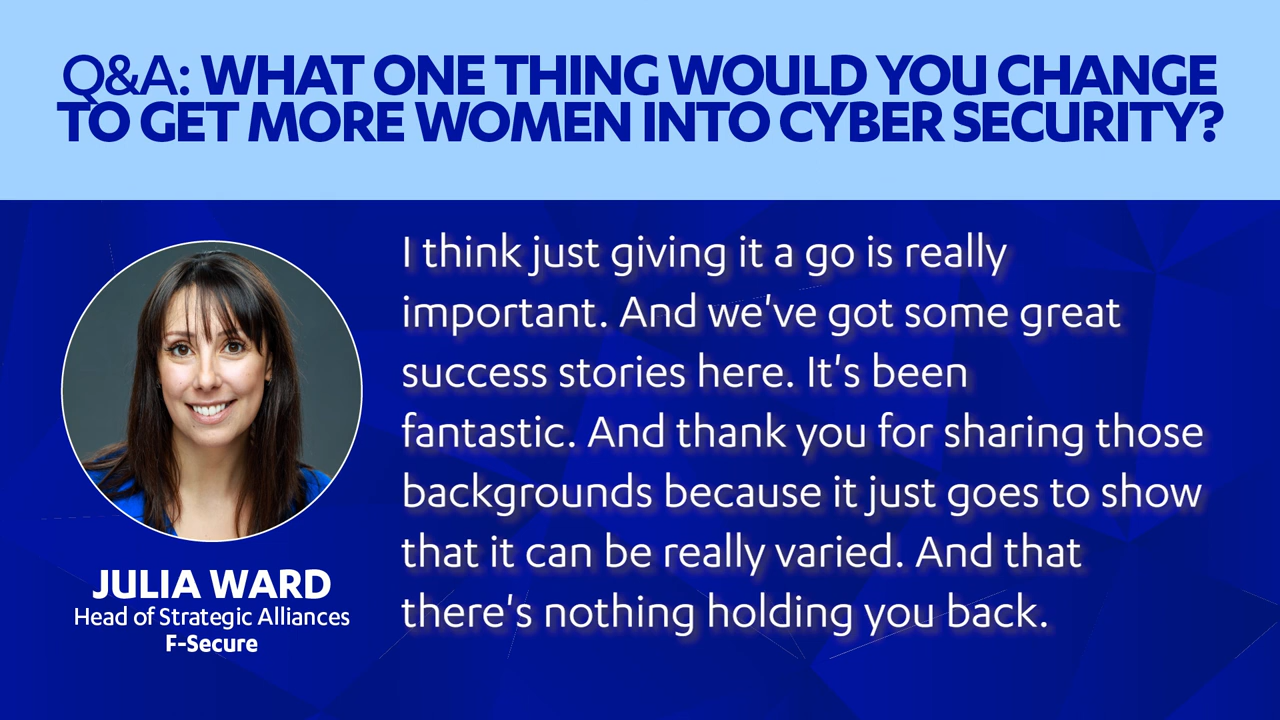 Q&A: WHAT ONE THING WOULD YOU CHANGE
TO GET MORE WOMEN INTO CYBER SECURITY?
I think just giving it a go is really
important. And we've got some great
success stories here. It's been
fantastic. And thank you for sharing those
backgrounds because it just goes to show
that it can be really varied. And that
there's nothing holding you back.
JULIA WARD
Head of Strategic Alliances
F-Secure